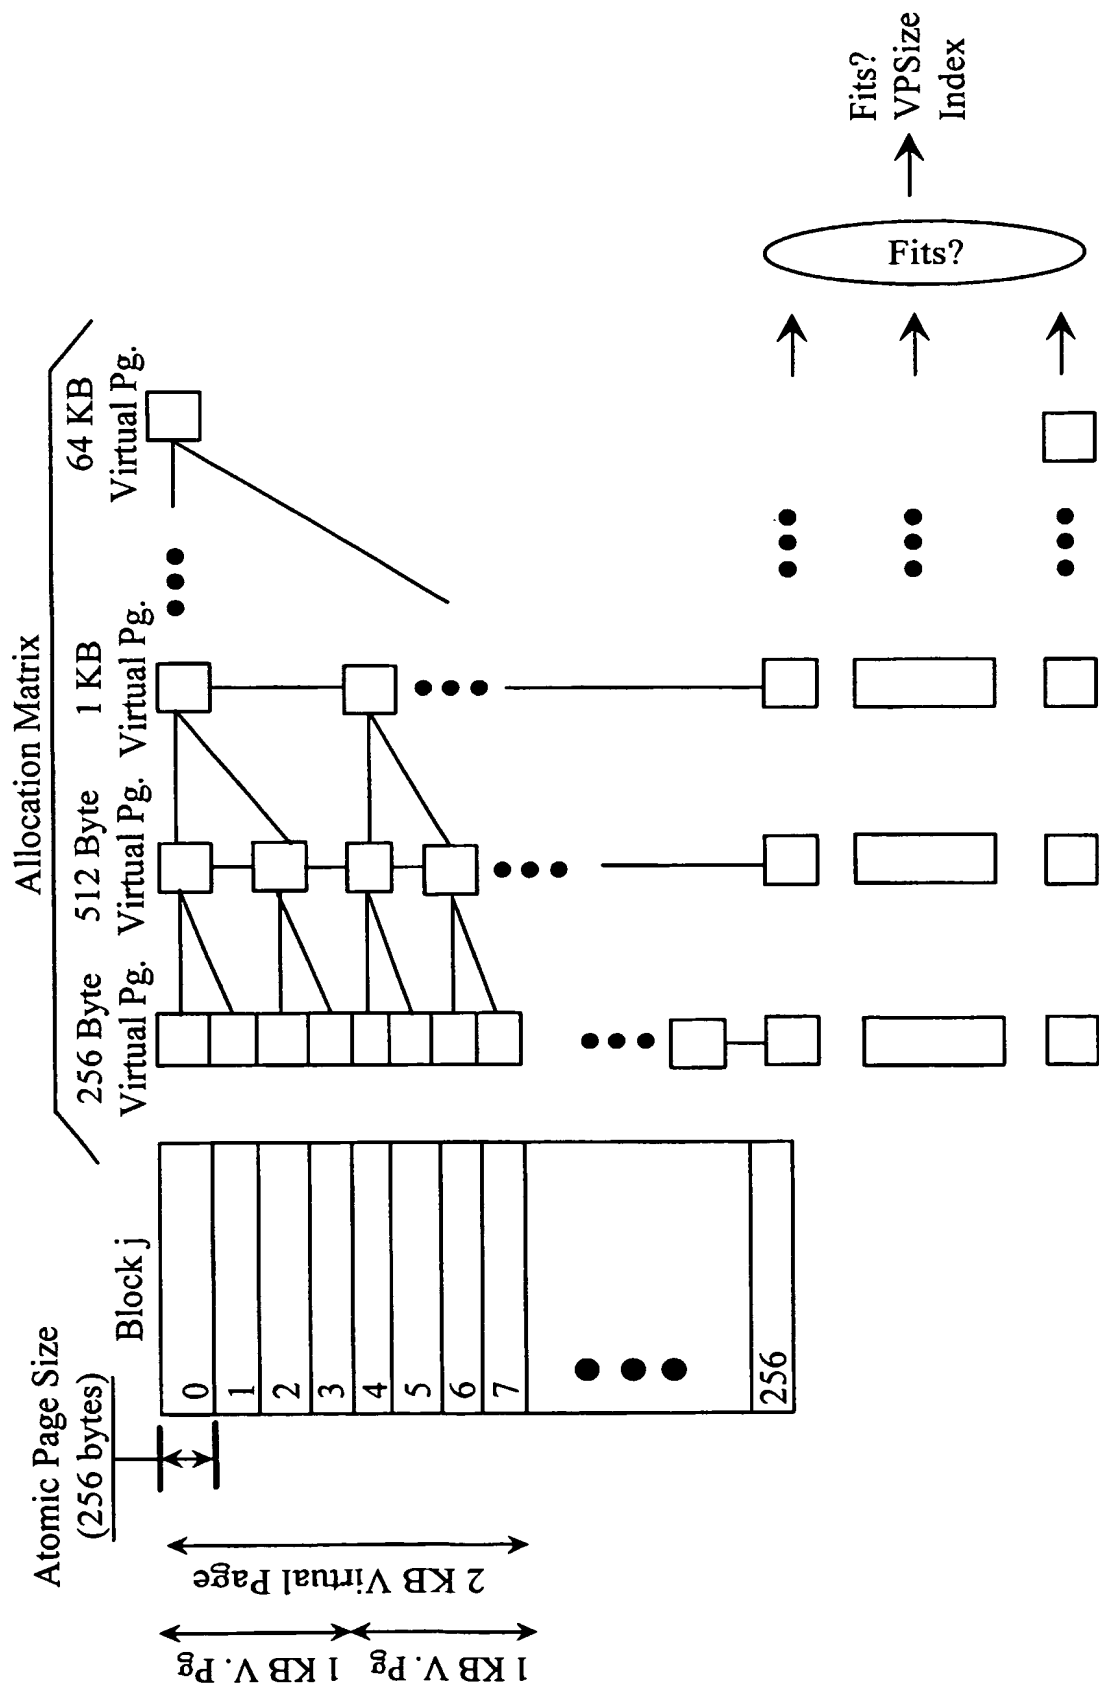 Allocation Matrix
Atomic Page Size
(256 bytes)
Block j
256 Byte
Virtual Pg.
512 Byte
Virtual Pg.
1 KB
Virtual Pg.
64 KB
Virtual Pg.
0
1
2
3
4
5
6
7
256
2 KB Virtual Page
1 KB V. Pg
1 KB V. Pg
Fits?
Fits?
VPSize
Index